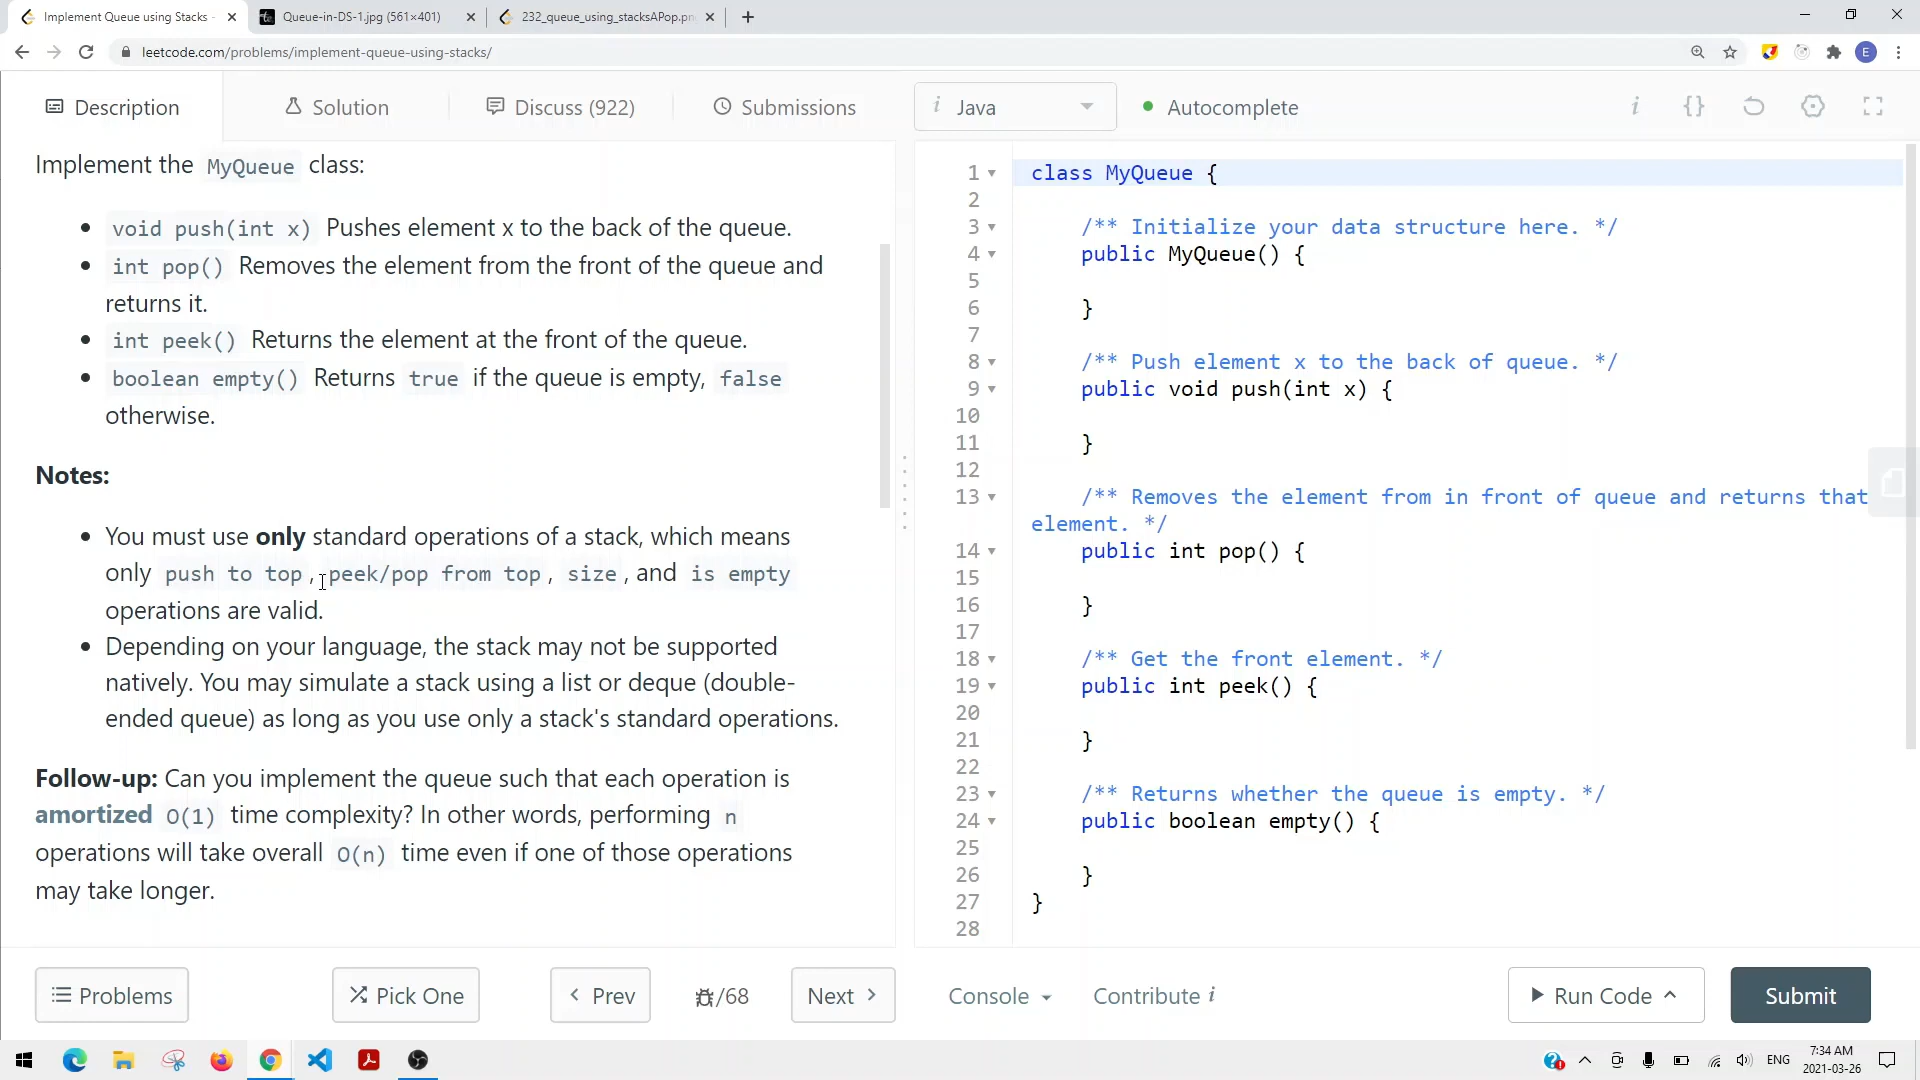 Implement Queue using Stacks -
Queue-in-DS-1.jpg (561×401)
232_queue_using_stacksAPop.pn
leetcode.com/problems/implement-queue-using-stacks/
E
Description
Solution
Discuss (922)
Submissions
i Java
Autocomplete
i {}
Implement the MyQueue class:
void push(int x) Pushes element x to the back of the queue.
int pop() Removes the element from the front of the queue and
returns it.
int peek() Returns the element at the front of the queue.
boolean empty() Returns true if the queue is empty, false
otherwise.
Notes:
You must use only standard operations of a stack, which means
only push to top, peek/pop from top, size, and is empty
operations are valid.
Depending on your language, the stack may not be supported
natively. You may simulate a stack using a list or deque (double-
ended queue) as long as you use only a stack's standard operations.
Follow-up: Can you implement the queue such that each operation is
amortized O(1) time complexity? In other words, performing n
operations will take overall O(n) time even if one of those operations
may take longer.
1 class MyQueue {
2
3 /** Initialize your data structure here. */
4 public MyQueue() {
5
6 }
7
8 /** Push element x to the back of queue. */
9 public void push(int x) {
10
11 }
12
13 /** Removes the element from in front of queue and returns that
element. */
14 public int pop() {
15
16 }
17
18 /** Get the front element. */
19 public int peek() {
20
21 }
22
23 /** Returns whether the queue is empty. */
24 public boolean empty() {
25
26 }
27 }
28
Problems
Pick One
Prev
/68
Next
Console
Contribute i
Run Code
Submit
ENG
7:34 AM
2021-03-26